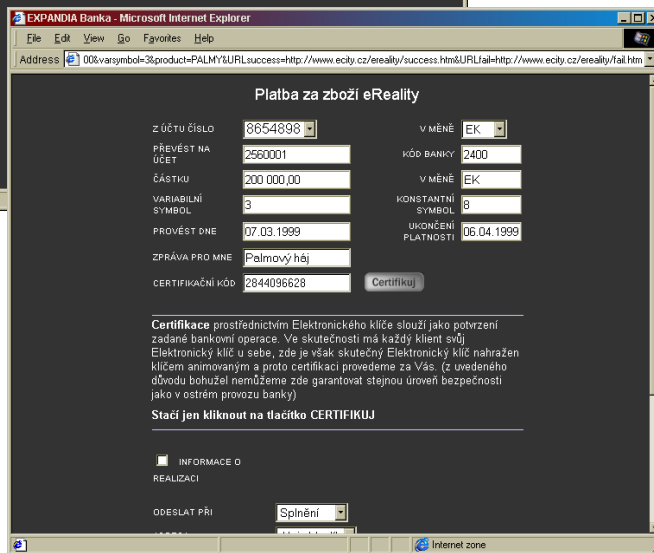 EXPANDIA Banka - Microsoft Internet Explorer
File Edit View Go Favorites Help
Address 00&varsymbol=3&product=PALMY&URLsuccess=http://www.ecity.cz/ereality/success.htm&URLfail=http://www.ecity.cz/ereality/fail.htm
Platba za zboží eReality
Z ÚČTU ČÍSLO 8654898 V MĚNĚ EK
PŘEVÉST NA ÚČET 2560001 KÓD BANKY 2400
ČÁSTKU 200 000,00 V MĚNĚ EK
VARIABILNÍ SYMBOL 3 KONSTANTNÍ SYMBOL 8
PROVÉST DNE 07.03.1999 UKONČENÍ PLATNOSTI 06.04.1999
ZPRÁVA PRO MNE Palmový háj
CERTIFIKAČNÍ KÓD 2844096628 Certifikuj
Certifikace prostřednictvím Elektronického klíče slouží jako potvrzení
zadané bankovní operace. Ve skutečnosti má každý klient svůj
Elektronický klíč u sebe, zde je však skutečný Elektronický klíč nahražen
klíčem animovaným a proto certifikaci provedeme za Vás. (z uvedeného
důvodu bohužel nemůžeme zde garantovat stejnou úroveň bezpečnosti
jako v ostrém provozu banky)
Stačí jen kliknout na tlačítko CERTIFIKUJ
INFORMACE O
REALIZACI
ODESLAT PŘI Splnění
Internet zone